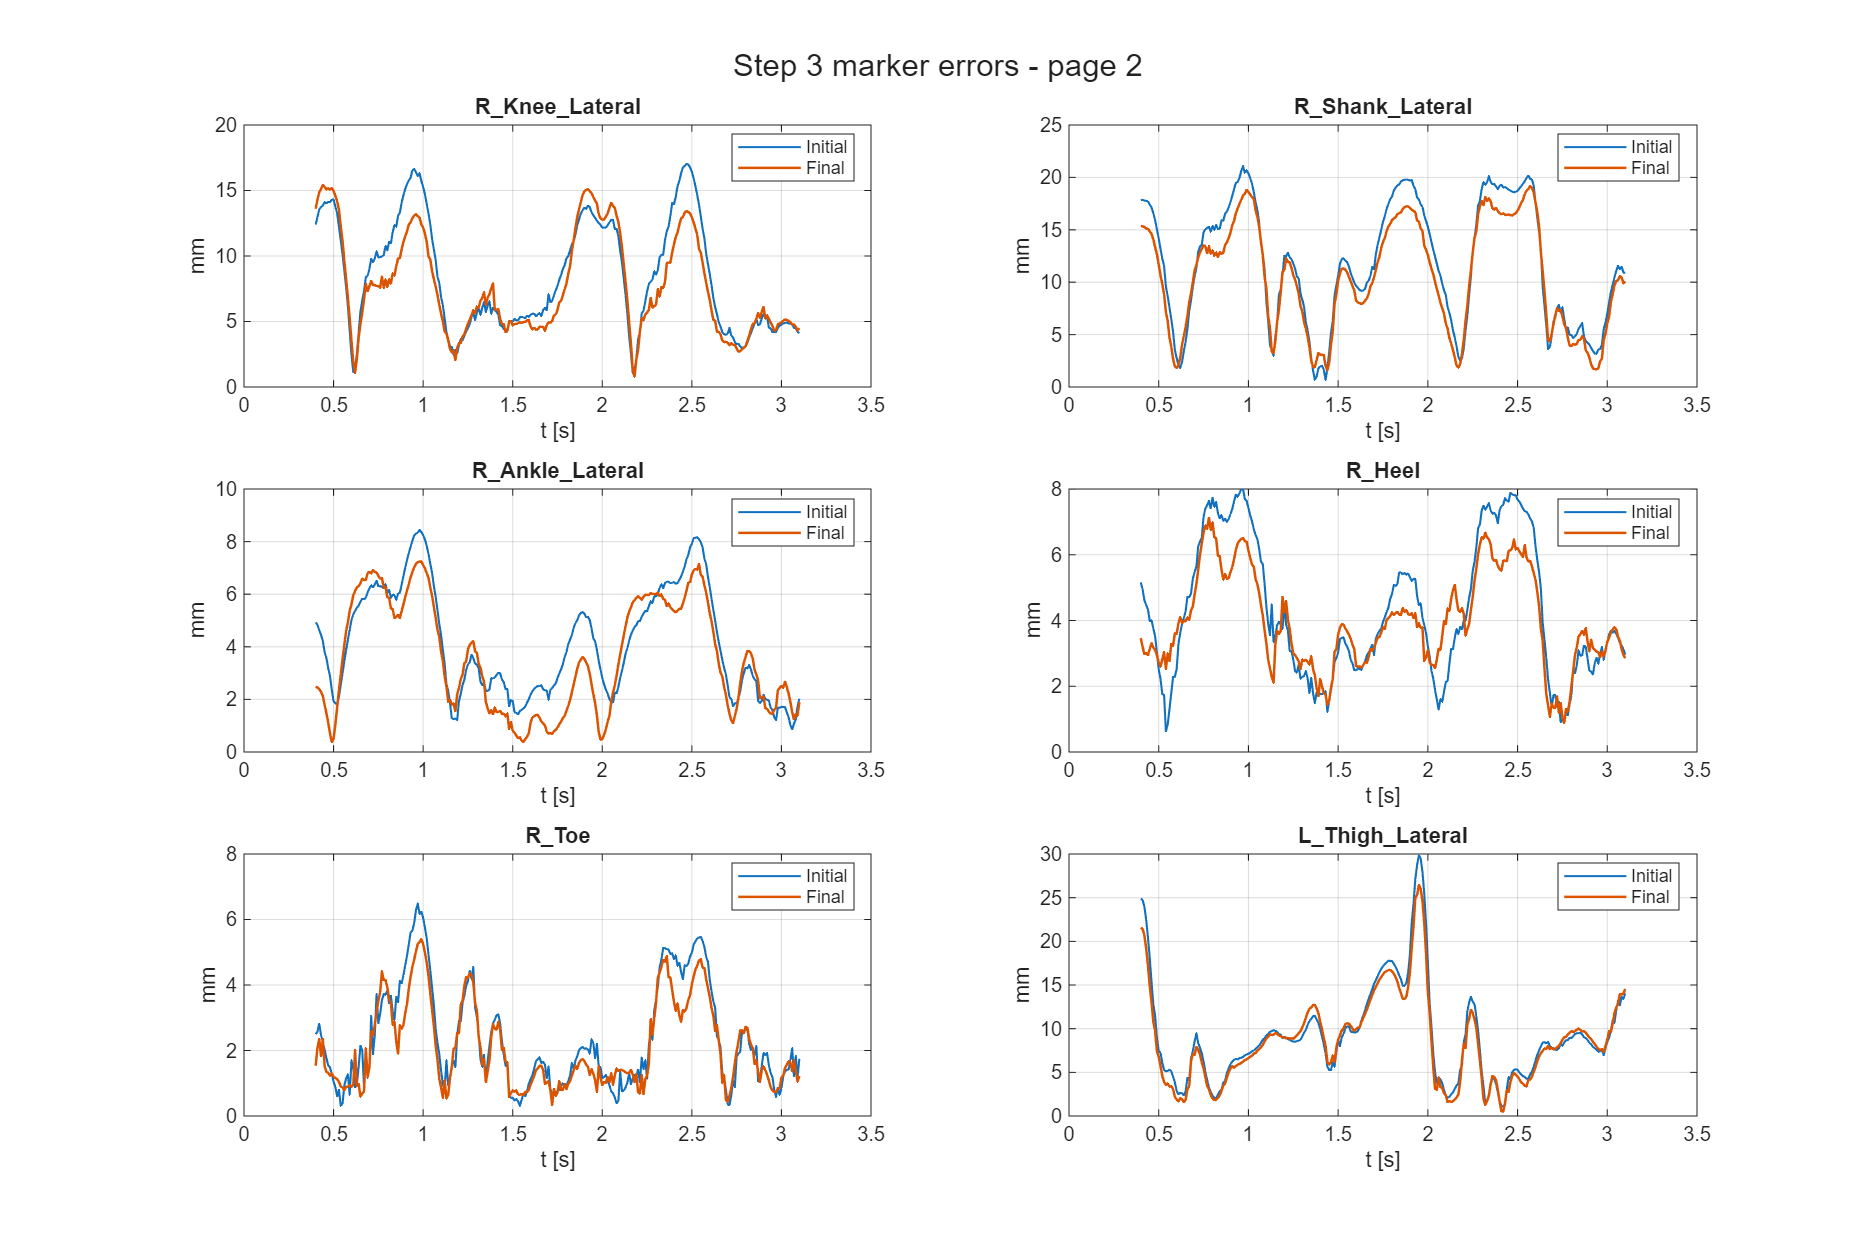 Step 3 marker errors - page 2
R_Knee_Lateral
20
15
10
5
0
mm
Initial
Final
0 0.5 1 1.5 2 2.5 3 3.5
t [s]
R_Shank_Lateral
25
20
15
10
5
0
mm
Initial
Final
0 0.5 1 1.5 2 2.5 3 3.5
t [s]
R_Ankle_Lateral
10
8
6
4
2
0
mm
Initial
Final
0 0.5 1 1.5 2 2.5 3 3.5
t [s]
R_Heel
8
6
4
2
0
mm
Initial
Final
0 0.5 1 1.5 2 2.5 3 3.5
t [s]
R_Toe
8
6
4
2
0
mm
Initial
Final
0 0.5 1 1.5 2 2.5 3 3.5
t [s]
L_Thigh_Lateral
30
25
20
15
10
5
0
mm
Initial
Final
0 0.5 1 1.5 2 2.5 3 3.5
t [s]